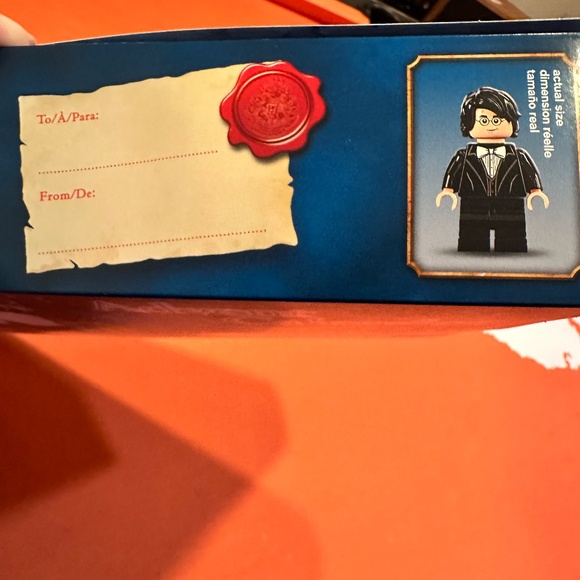 To/À/Para:
From/De:
actual size
dimension réelle
tamaño real